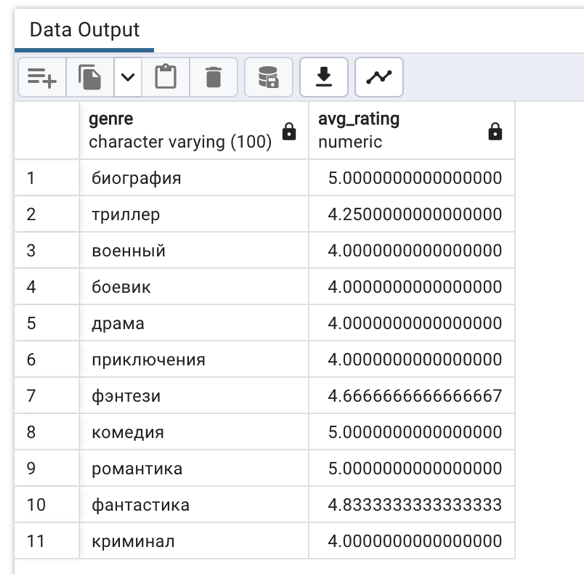 Data Output
genre
character varying (100)
avg_rating
numeric
1 биография 5.0000000000000000
2 триллер 4.2500000000000000
3 военный 4.0000000000000000
4 боевик 4.0000000000000000
5 драма 4.0000000000000000
6 приключения 4.0000000000000000
7 фэнтези 4.6666666666666667
8 комедия 5.0000000000000000
9 романтика 5.0000000000000000
10 фантастика 4.8333333333333333
11 криминал 4.0000000000000000